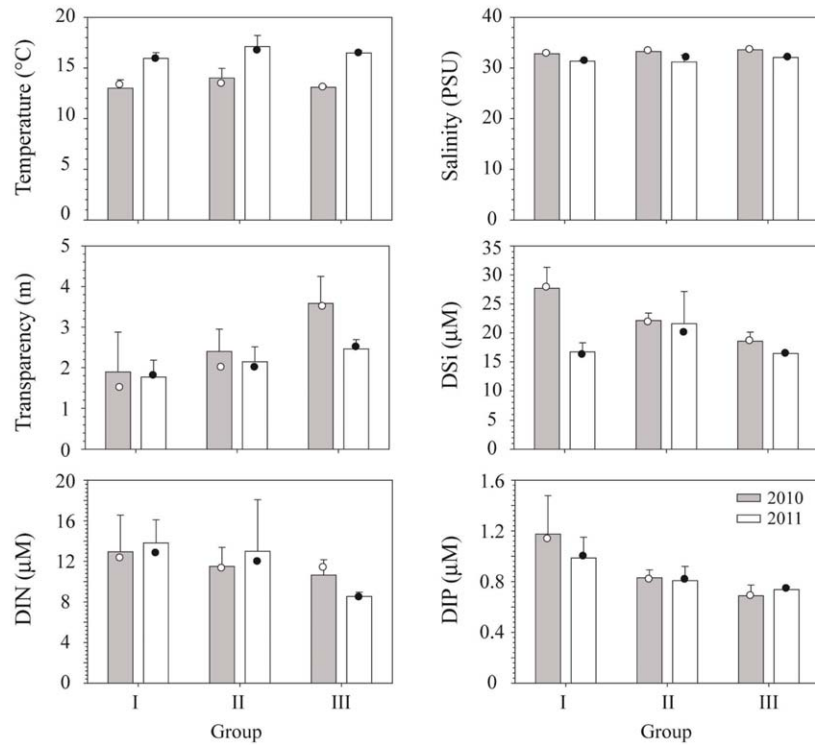 Temperature (°C)
20
15
10
5
0
Salinity (PSU)
40
30
20
10
0
Transparency (m)
5
4
3
2
1
0
DSi (µM)
35
30
25
20
15
10
5
0
DIN (µM)
20
16
12
8
4
0
I
II
III
Group
DIP (µM)
1.6
1.2
0.8
0.4
0
2010
2011
I
II
III
Group